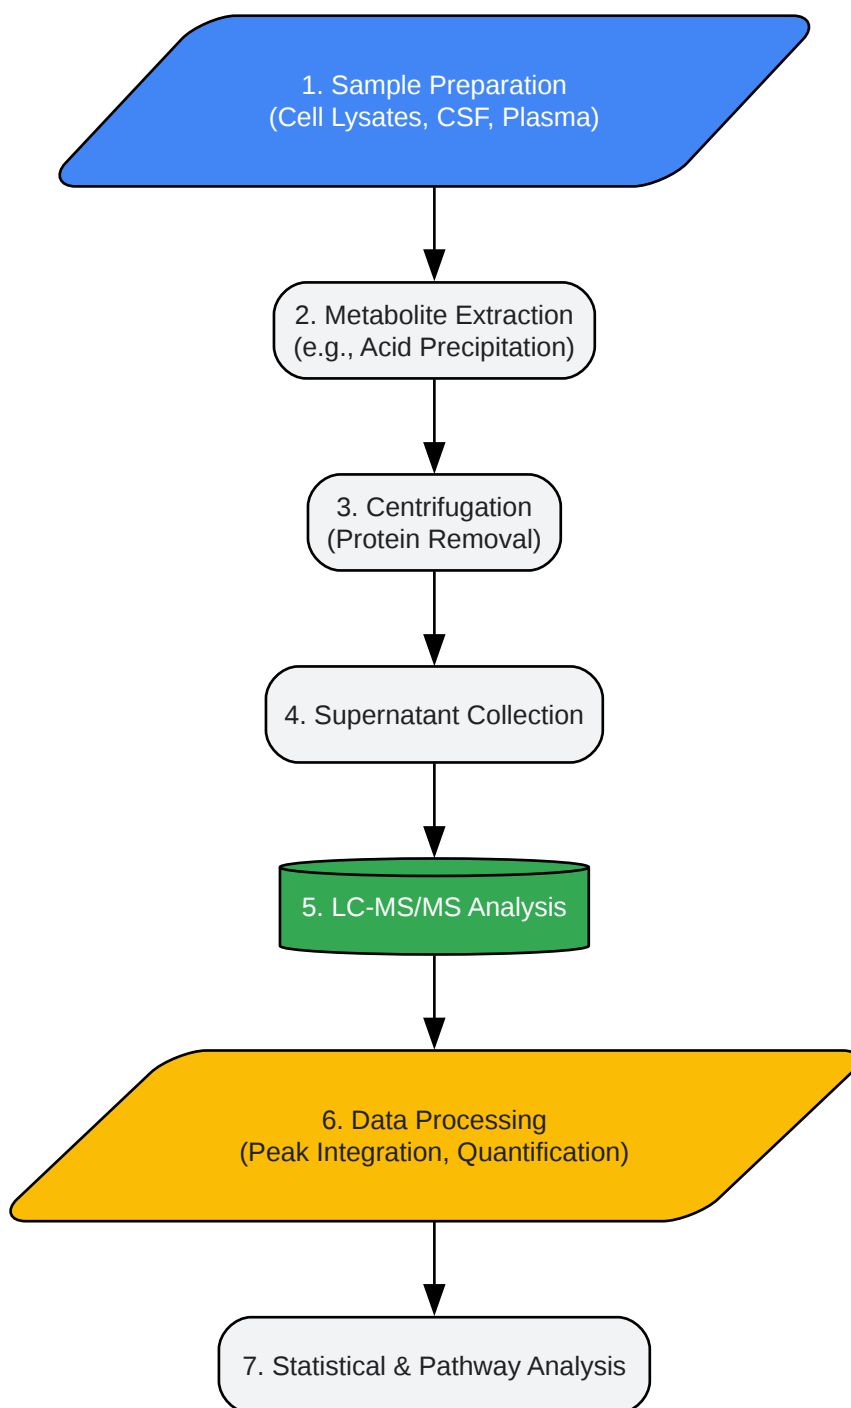 1. Sample Preparation
(Cell Lysates, CSF, Plasma)
2. Metabolite Extraction
(e.g., Acid Precipitation)
3. Centrifugation
(Protein Removal)
4. Supernatant Collection
5. LC-MS/MS Analysis
6. Data Processing
(Peak Integration, Quantification)
7. Statistical & Pathway Analysis